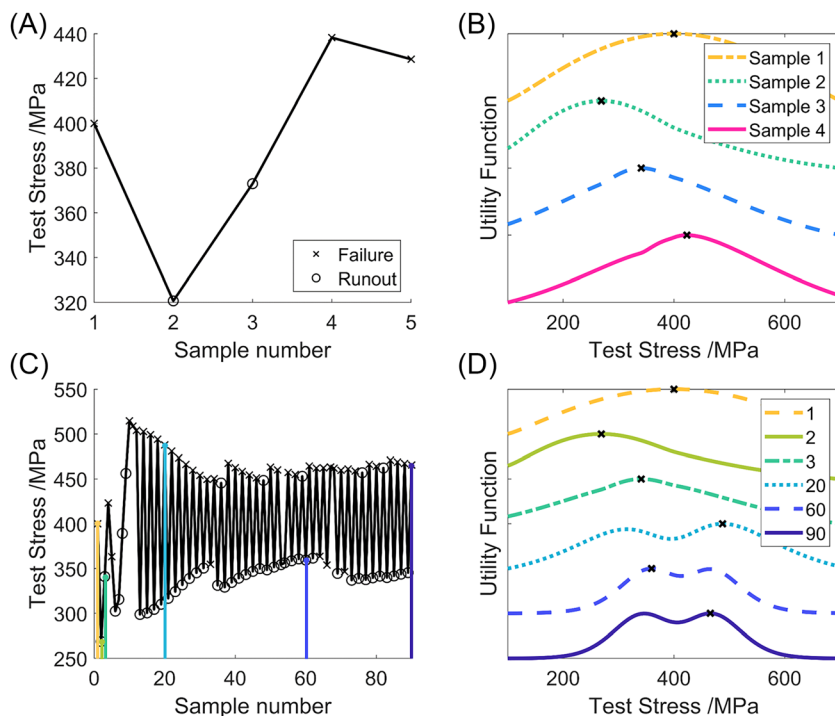 (A)
440
420
400
380
360
340
320
Test Stress /MPa
1
2
3
4
5
Sample number
Failure
Runout
(B)
Utility Function
Sample 1
Sample 2
Sample 3
Sample 4
200
400
600
Test Stress /MPa
(C)
550
500
450
400
350
300
250
Test Stress /MPa
0
20
40
60
80
Sample number
(D)
Utility Function
1
2
3
20
60
90
200
400
600
Test Stress /MPa